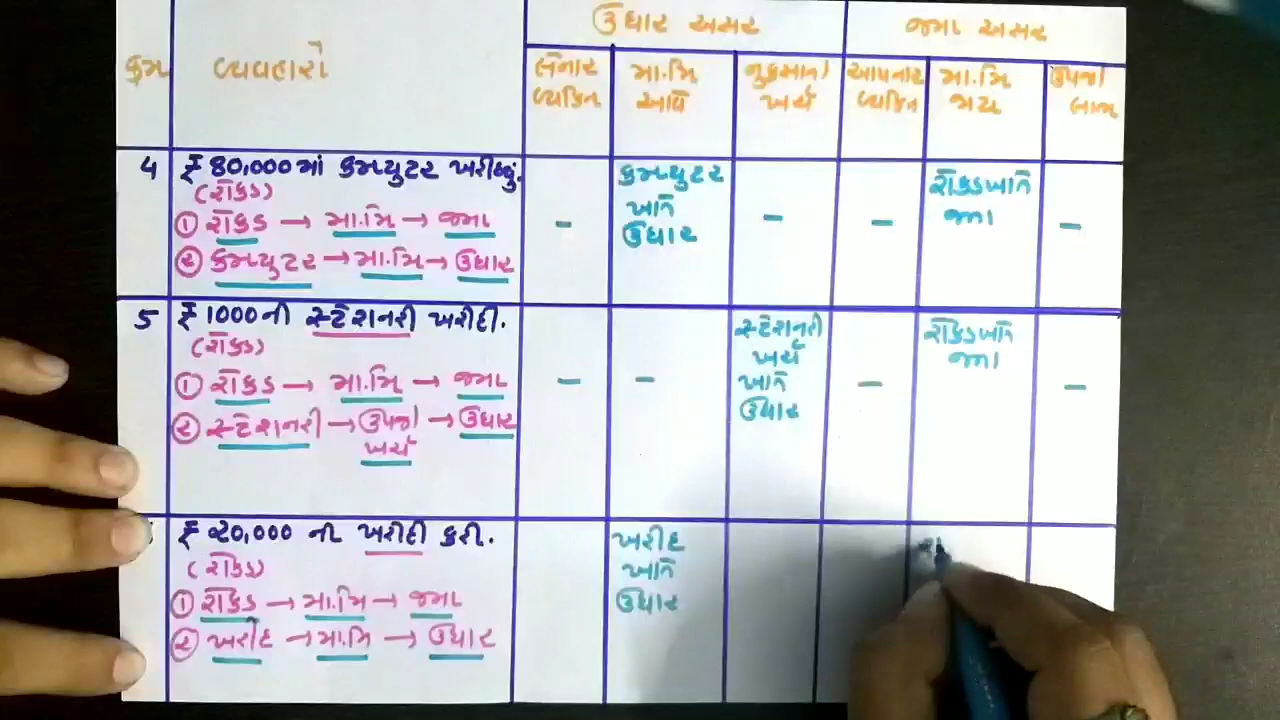 ઉધાર અસર
જમા અસર
ક્રમ
વ્યવહારો
લેનાર
વ્યકિત
મા.મિ
આવે
નુકસાન/
ખર્ચ
આપનાર
વ્યકિત
મા.મિ
જાય
ઉપજ/
લાભ
4
₹ 80,000માં કમ્પ્યુટર ખરીદ્યું.
(રોકડ)
① રોકડ → મા.મિ → જમા
② કમ્પ્યુટર → મા.મિ → ઉધાર
–
કમ્પ્યુટર
ખાતે
ઉધાર
–
–
રોકડખાતે
જમા
–
5
₹ 1000ની સ્ટેશનરી ખરીદી.
(રોકડ)
① રોકડ → મા.મિ → જમા
② સ્ટેશનરી → ઉપજ/ → ઉધાર
ખર્ચ
–
–
સ્ટેશનરી
ખર્ચ
ખાતે
ઉધાર
–
રોકડખાતે
જમા
–
₹ ૨0,000 ની ખરીદી કરી.
(રોકડ)
① રોકડ → મા.મિ → જમા
② ખરીદ → મા.મિ → ઉધાર
ખરીદ
ખાતે
ઉધાર